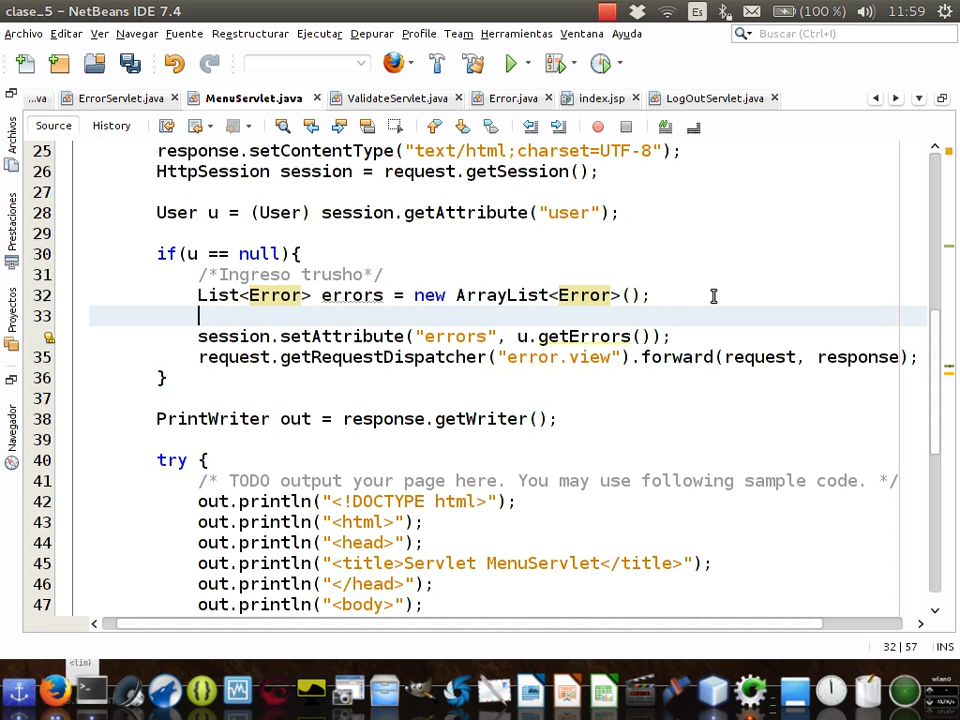 clase_5 - NetBeans IDE 7.4
Es
(100 %)
11:59
Archivo Editar Ver Navegar Fuente Reestructurar Ejecutar Depurar Profile Team Herramientas Ventana Ayuda
Buscar (Ctrl+I)
...va ErrorServlet.java MenuServlet.java ValidateServlet.java Error.java index.jsp LogOutServlet.java
Source History
Archivos
Prestaciones
Proyectos
Navegador
25 response.setContentType("text/html;charset=UTF-8");
26 HttpSession session = request.getSession();
27
28 User u = (User) session.getAttribute("user");
29
30 if(u == null){
31 /*Ingreso trusho*/
32 List<Error> errors = new ArrayList<Error>();
33
session.setAttribute("errors", u.getErrors());
35 request.getRequestDispatcher("error.view").forward(request, response);
36 }
37
38 PrintWriter out = response.getWriter();
39
40 try {
41 /* TODO output your page here. You may use following sample code. */
42 out.println("<!DOCTYPE html>");
43 out.println("<html>");
44 out.println("<head>");
45 out.println("<title>Servlet MenuServlet</title>");
46 out.println("</head>");
47 out.println("<body>");
32 | 57 INS
wlan0